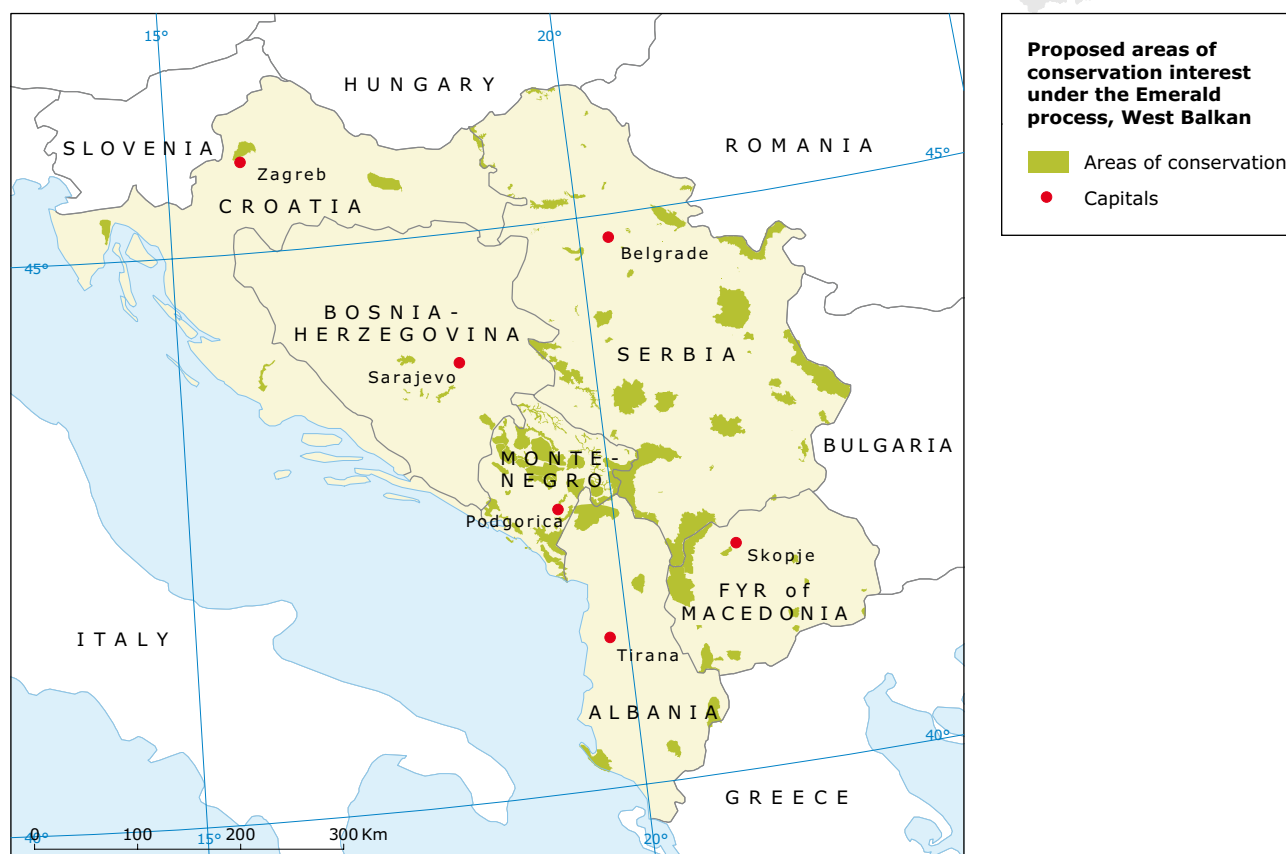 15°
20°
HUNGARY
SLOVENIA
ROMANIA
45°
Zagreb
CROATIA
Belgrade
45°
BOSNIA-
HERZEGOVINA
SERBIA
Sarajevo
BULGARIA
MONTE-
NEGRO
Podgorica
Skopje
FYR of
MACEDONIA
ITALY
Tirana
ALBANIA
40°
GREECE
0 100 200 300 Km
40°
15°
20°
Proposed areas of
conservation interest
under the Emerald
process, West Balkan
Areas of conservation
Capitals